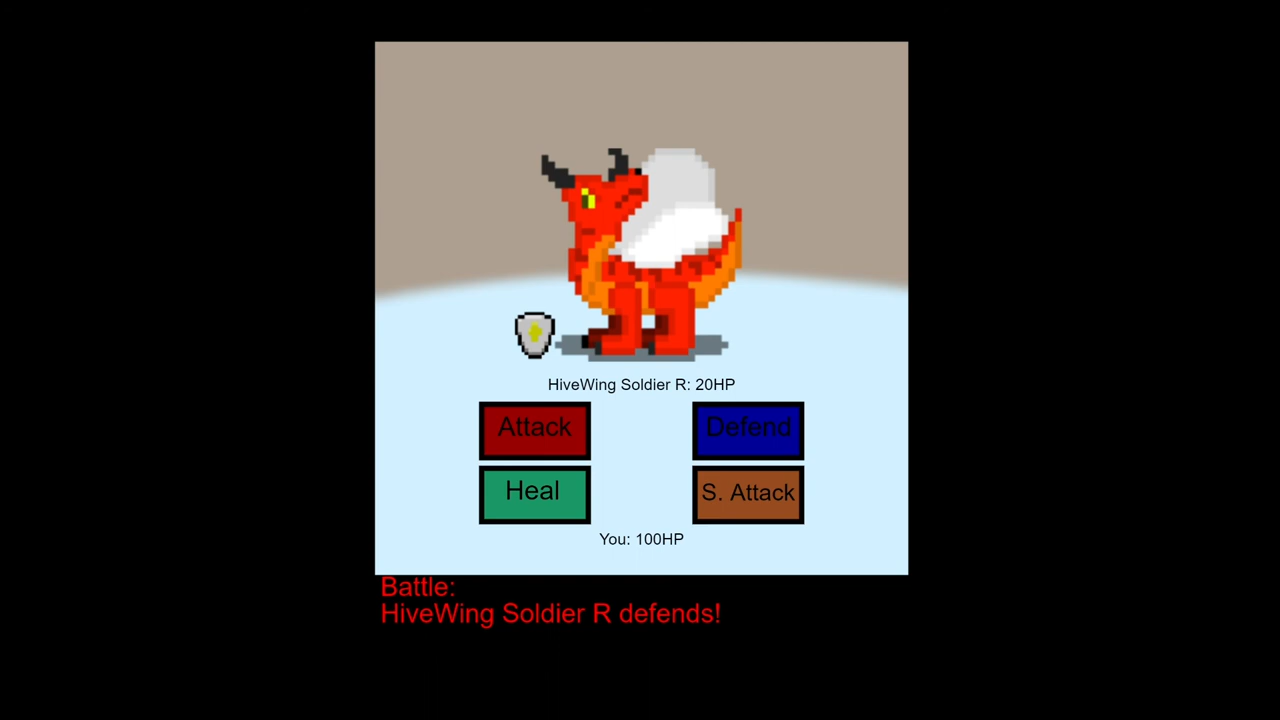 HiveWing Soldier R: 20HP
Attack
Defend
Heal
S. Attack
You: 100HP
Battle:
HiveWing Soldier R defends!